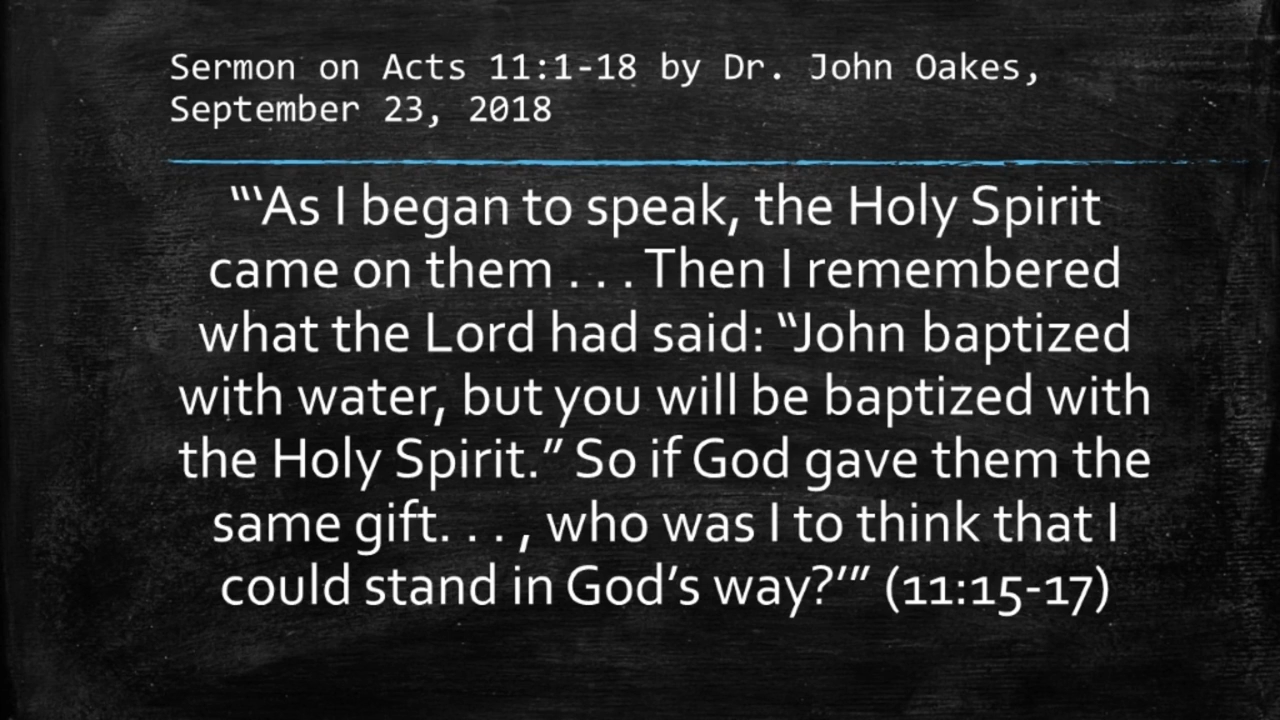 Sermon on Acts 11:1-18 by Dr. John Oakes,
September 23, 2018
“‘As I began to speak, the Holy Spirit
came on them . . . Then I remembered
what the Lord had said: “John baptized
with water, but you will be baptized with
the Holy Spirit.” So if God gave them the
same gift. . . , who was I to think that I
could stand in God’s way?’” (11:15-17)